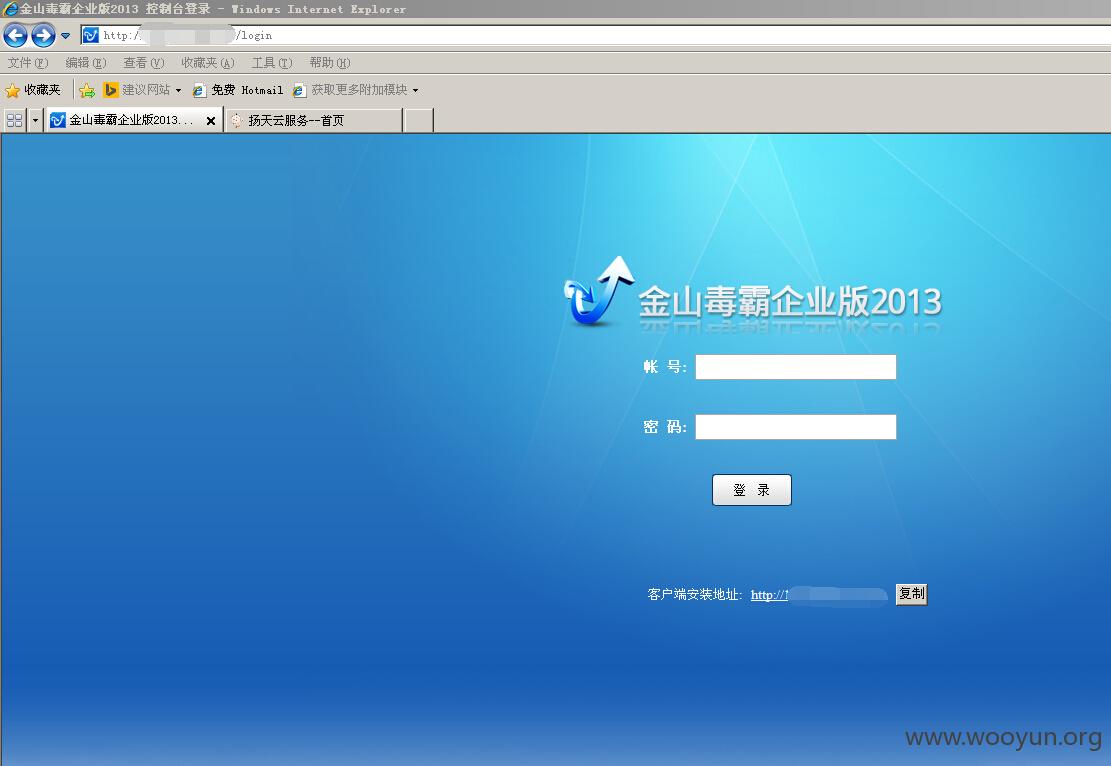 金山毒霸企业版2013 控制台登录 - Windows Internet Explorer
http:/ /login
文件(F) 编辑(E) 查看(V) 收藏夹(A) 工具(T) 帮助(H)
收藏夹 建议网站 免费 Hotmail 获取更多附加模块
金山毒霸企业版2013... 扬天云服务--首页
金山毒霸企业版2013
帐 号:
密 码:
登 录
客户端安装地址: http:// 复制
www.wooyun.org